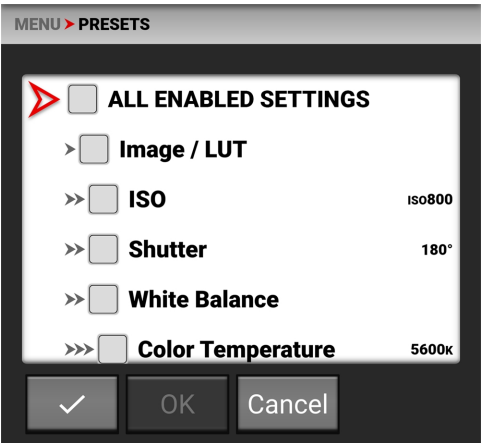 MENU > PRESETS
ALL ENABLED SETTINGS
Image / LUT
ISO ISO800
Shutter 180°
White Balance
Color Temperature 5600K
OK Cancel